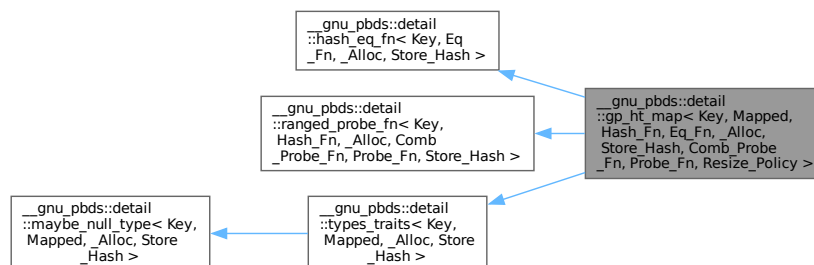 __gnu_pbds::detail
::hash_eq_fn< Key, Eq
_Fn, _Alloc, Store_Hash >
__gnu_pbds::detail
::ranged_probe_fn< Key,
Hash_Fn, _Alloc, Comb
_Probe_Fn, Probe_Fn, Store_Hash >
__gnu_pbds::detail
::gp_ht_map< Key, Mapped,
Hash_Fn, Eq_Fn, _Alloc,
Store_Hash, Comb_Probe
_Fn, Probe_Fn, Resize_Policy >
__gnu_pbds::detail
::maybe_null_type< Key,
Mapped, _Alloc, Store
_Hash >
__gnu_pbds::detail
::types_traits< Key,
Mapped, _Alloc, Store
_Hash >